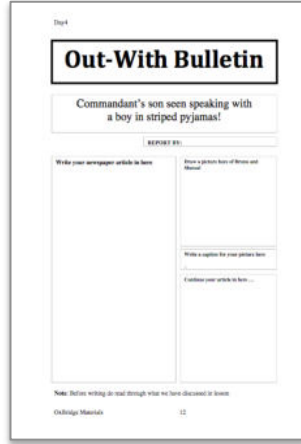 Day4
Out-With Bulletin
Commandant's son seen speaking with
a boy in striped pyjamas!
REPORT BY:
Write your newspaper article in here
Draw a picture here of Bruno and
Shmuel
Write a caption for your picture here
.
Continue your article in here …
Note: Before writing do read through what we have discussed in lesson
OxBridge Materials
12